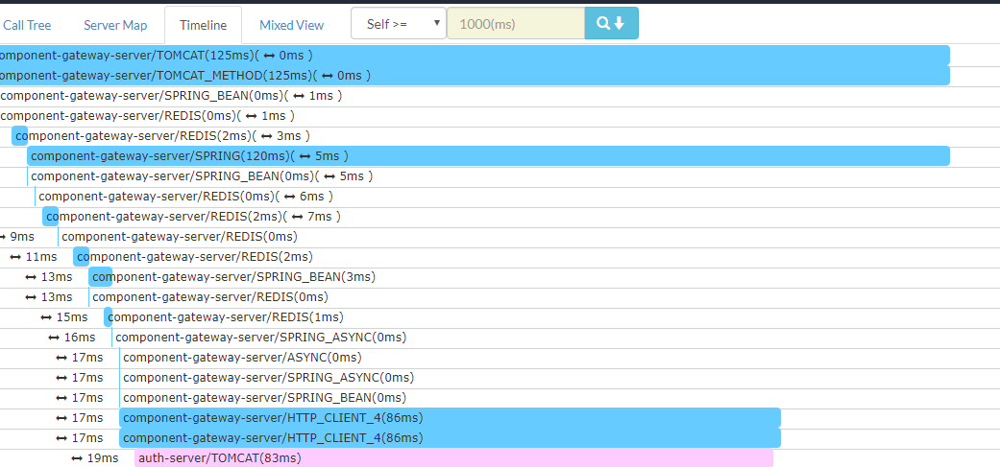 Call Tree Server Map Timeline Mixed View Self >= 1000(ms)
omponent-gateway-server/TOMCAT(125ms)( ↔ 0ms )
omponent-gateway-server/TOMCAT_METHOD(125ms)( ↔ 0ms )
component-gateway-server/SPRING_BEAN(0ms)( ↔ 1ms )
component-gateway-server/REDIS(0ms)( ↔ 1ms )
component-gateway-server/REDIS(2ms)( ↔ 3ms )
component-gateway-server/SPRING(120ms)( ↔ 5ms )
component-gateway-server/SPRING_BEAN(0ms)( ↔ 5ms )
component-gateway-server/REDIS(0ms)( ↔ 6ms )
component-gateway-server/REDIS(2ms)( ↔ 7ms )
↔ 9ms component-gateway-server/REDIS(0ms)
↔ 11ms component-gateway-server/REDIS(2ms)
↔ 13ms component-gateway-server/SPRING_BEAN(3ms)
↔ 13ms component-gateway-server/REDIS(0ms)
↔ 15ms component-gateway-server/REDIS(1ms)
↔ 16ms component-gateway-server/SPRING_ASYNC(0ms)
↔ 17ms component-gateway-server/ASYNC(0ms)
↔ 17ms component-gateway-server/SPRING_ASYNC(0ms)
↔ 17ms component-gateway-server/SPRING_BEAN(0ms)
↔ 17ms component-gateway-server/HTTP_CLIENT_4(86ms)
↔ 17ms component-gateway-server/HTTP_CLIENT_4(86ms)
↔ 19ms auth-server/TOMCAT(83ms)